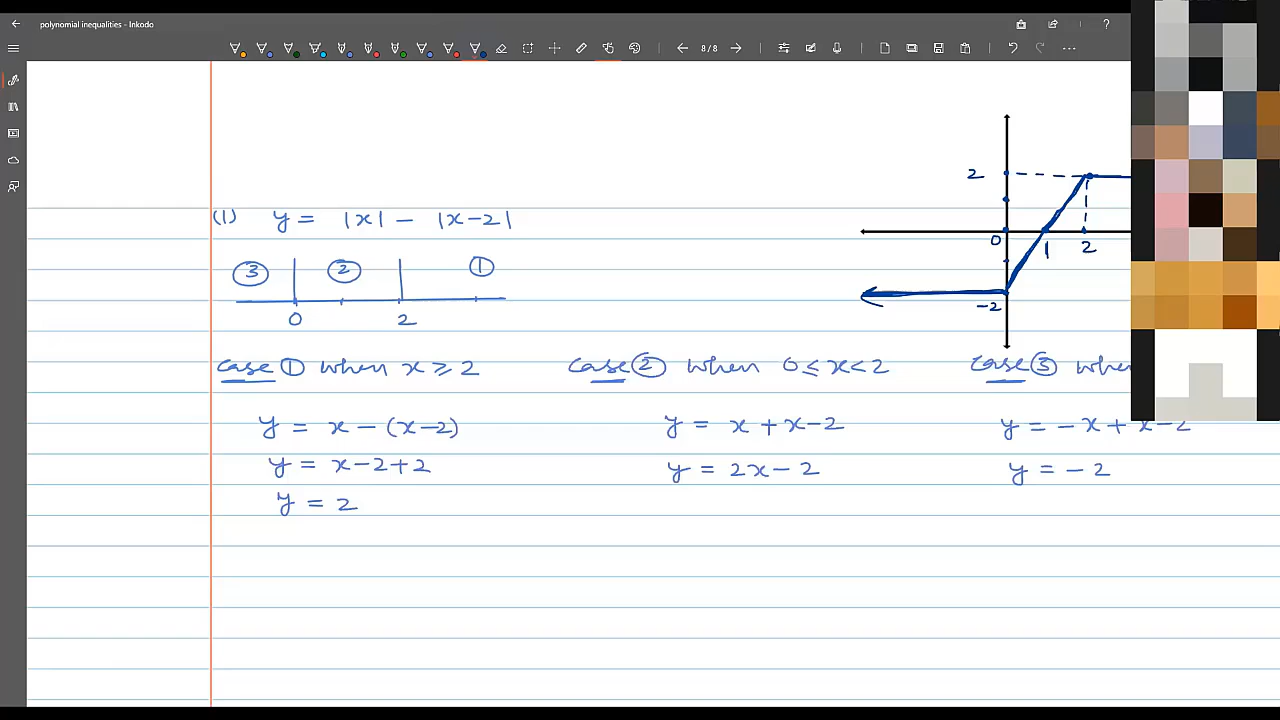 polynomial inequalities - Inkodo
8/8
?
(1) y = |x| - |x-2|
3 2 1
0 2
2
0 1 2
-2
case ① when x ≥ 2
y = x - (x-2)
y = x-2+2
y = 2
case ② when 0 ≤ x < 2
y = x + x-2
y = 2x - 2
case ③
y = -x + x-2
y = -2